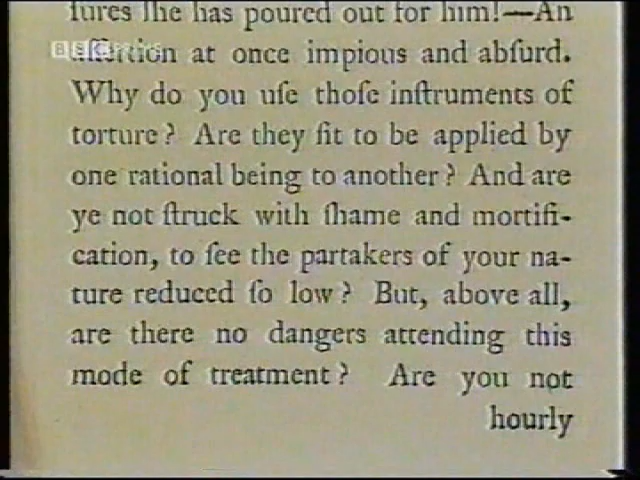 ſures ſhe has poured out for him!—An
aſſertion at once impious and abſurd.
Why do you uſe thoſe inſtruments of
torture? Are they fit to be applied by
one rational being to another? And are
ye not ſtruck with ſhame and mortifi-
cation, to ſee the partakers of your na-
ture reduced ſo low? But, above all,
are there no dangers attending this
mode of treatment? Are you not
hourly